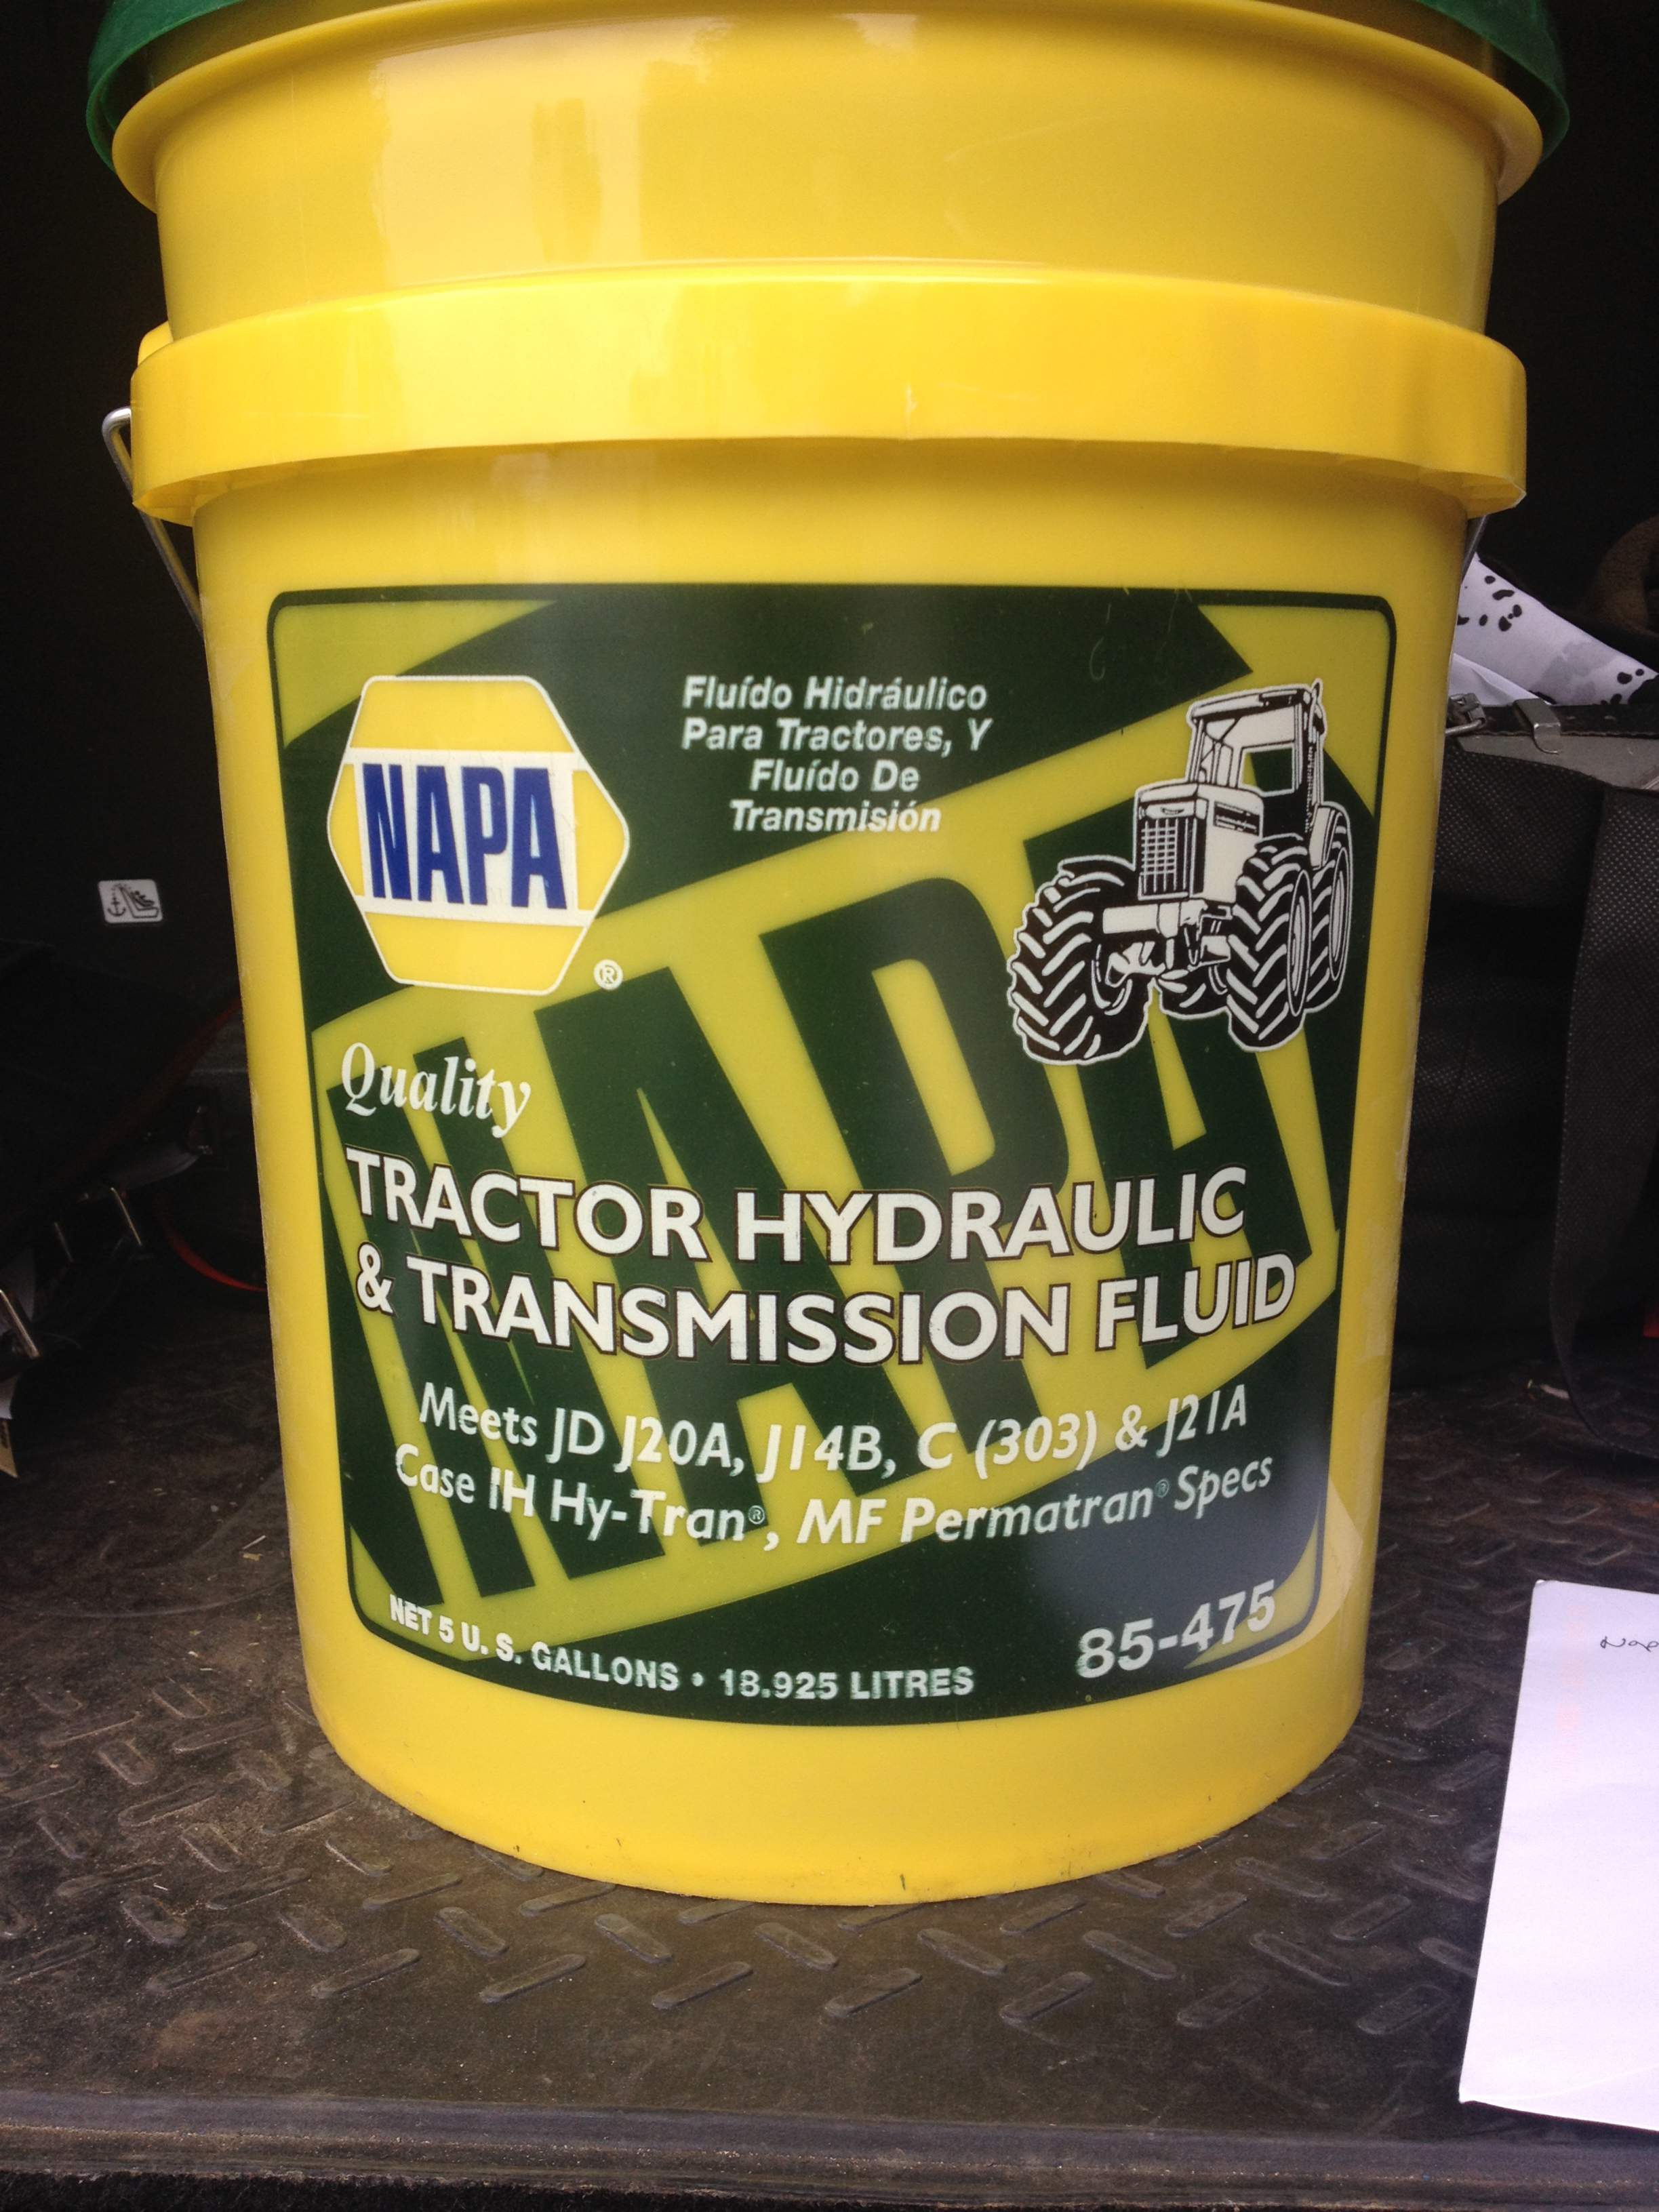 Fluído Hidráulico
Para Tractores, Y
Fluído De
Transmisión
NAPA
®
NAPA
Quality
TRACTOR HYDRAULIC
& TRANSMISSION FLUID
Meets JD J20A, J14B, C (303) & J21A
Case IH Hy-Tran®, MF Permatran® Specs
NET 5 U. S. GALLONS • 18.925 LITRES
85-475